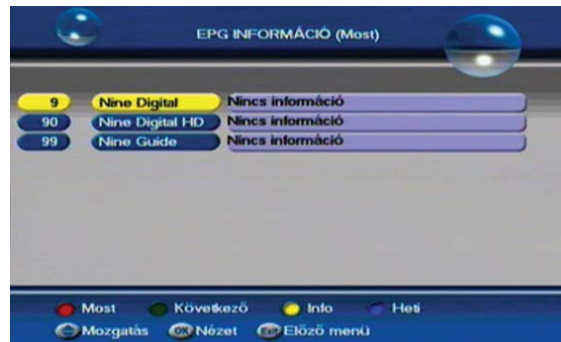 EPG INFORMÁCIÓ (Most)
9 Nine Digital Nincs információ
90 Nine Digital HD Nincs információ
99 Nine Guide Nincs információ
Most Következő Info Heti
Mozgatás OK Nézet Előző menü